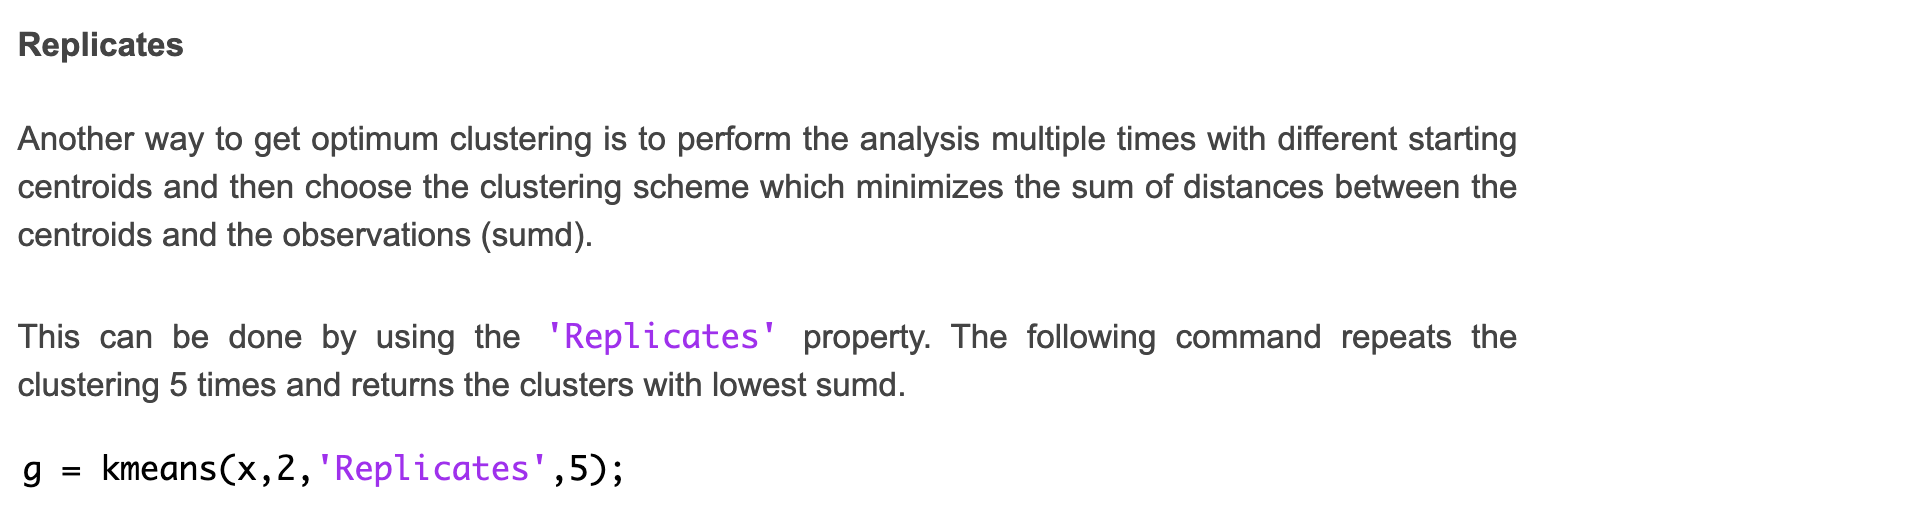 Replicates
Another way to get optimum clustering is to perform the analysis multiple times with different starting
centroids and then choose the clustering scheme which minimizes the sum of distances between the
centroids and the observations (sumd).
This can be done by using the 'Replicates' property. The following command repeats the
clustering 5 times and returns the clusters with lowest sumd.
g = kmeans(x,2,'Replicates',5);